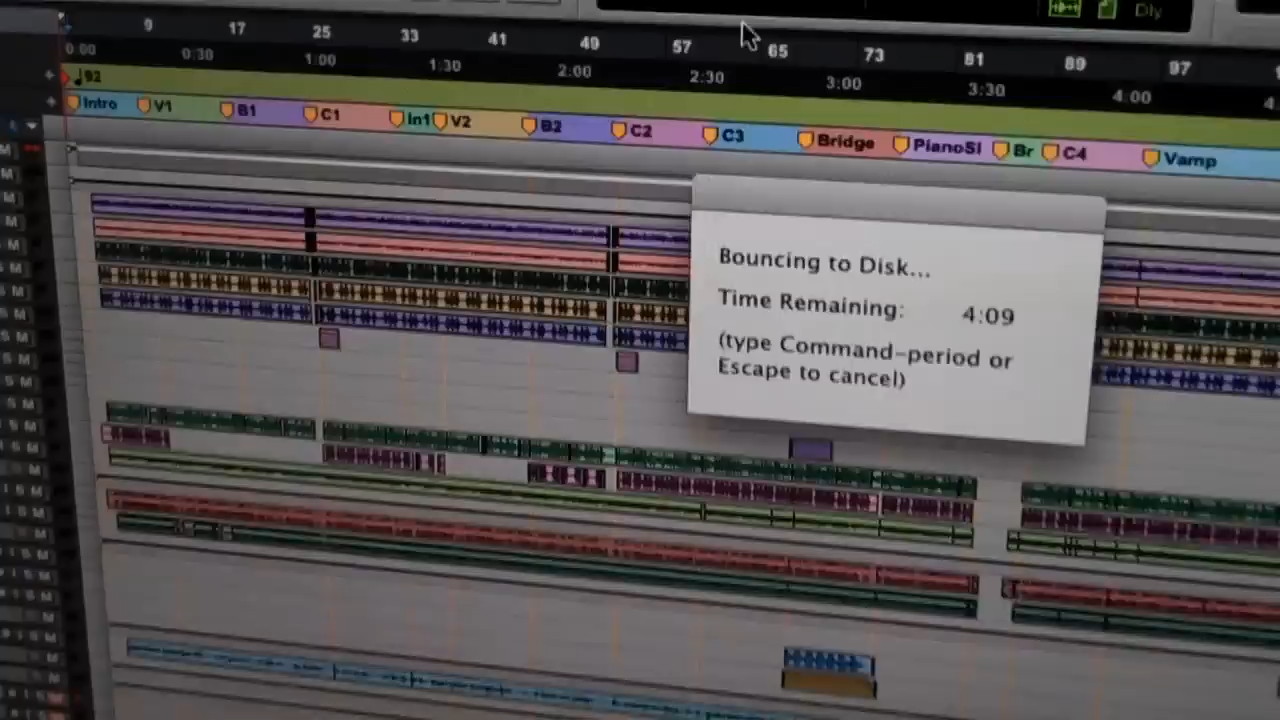 Dly
9 17 25 33 41 49 57 65 73 81 89 97
0:00 0:30 1:00 1:30 2:00 2:30 3:00 3:30 4:00
92
Intro V1 B1 C1 In1 V2 B2 C2 C3 Bridge PianoSl Br C4 Vamp
Bouncing to Disk...
Time Remaining: 4:09
(type Command-period or
Escape to cancel)